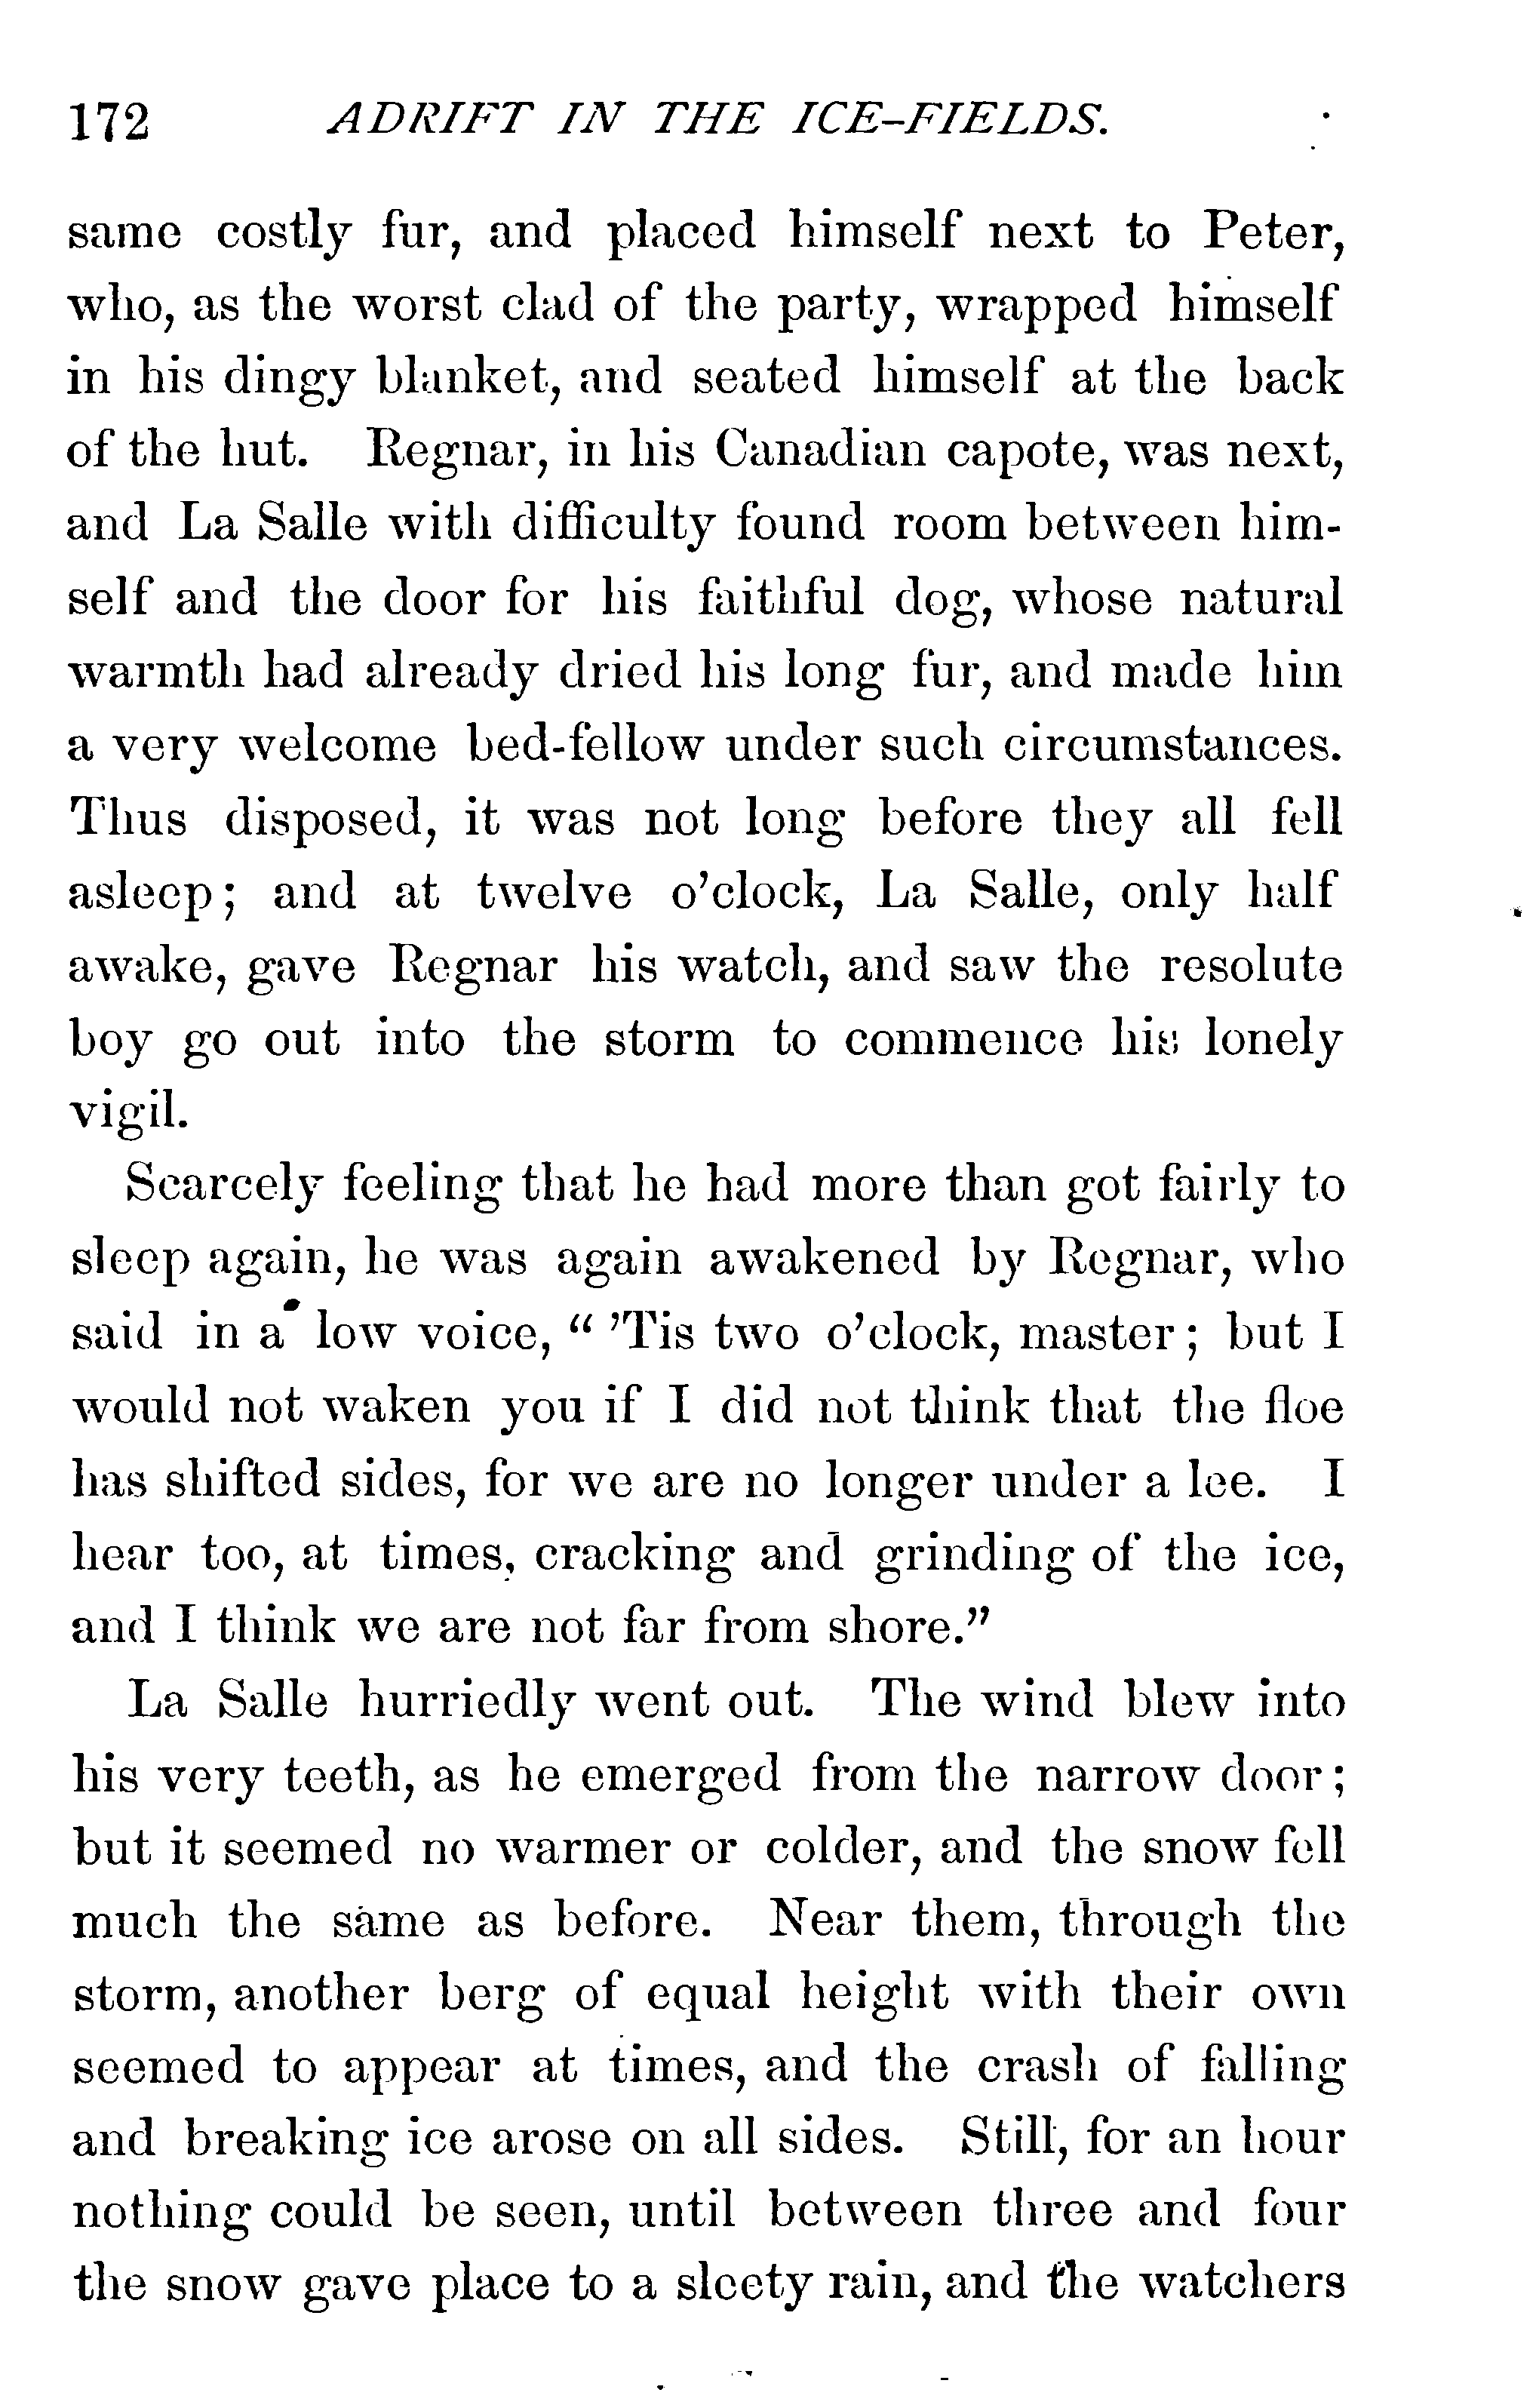 172 ADRIFT IN THE ICE-FIELDS.
same costly fur, and placed himself next to Peter,
who, as the worst clad of the party, wrapped himself
in his dingy blanket, and seated himself at the back
of the hut. Regnar, in his Canadian capote, was next,
and La Salle with difficulty found room between him-
self and the door for his faithful dog, whose natural
warmth had already dried his long fur, and made him
a very welcome bed-fellow under such circumstances.
Thus disposed, it was not long before they all fell
asleep; and at twelve o'clock, La Salle, only half
awake, gave Regnar his watch, and saw the resolute
boy go out into the storm to commence his lonely
vigil.
Scarcely feeling that he had more than got fairly to
sleep again, he was again awakened by Regnar, who
said in a low voice, " 'Tis two o'clock, master; but I
would not waken you if I did not think that the floe
has shifted sides, for we are no longer under a lee. I
hear too, at times, cracking and grinding of the ice,
and I think we are not far from shore."
La Salle hurriedly went out. The wind blew into
his very teeth, as he emerged from the narrow door;
but it seemed no warmer or colder, and the snow fell
much the same as before. Near them, through the
storm, another berg of equal height with their own
seemed to appear at times, and the crash of falling
and breaking ice arose on all sides. Still, for an hour
nothing could be seen, until between three and four
the snow gave place to a sleety rain, and the watchers